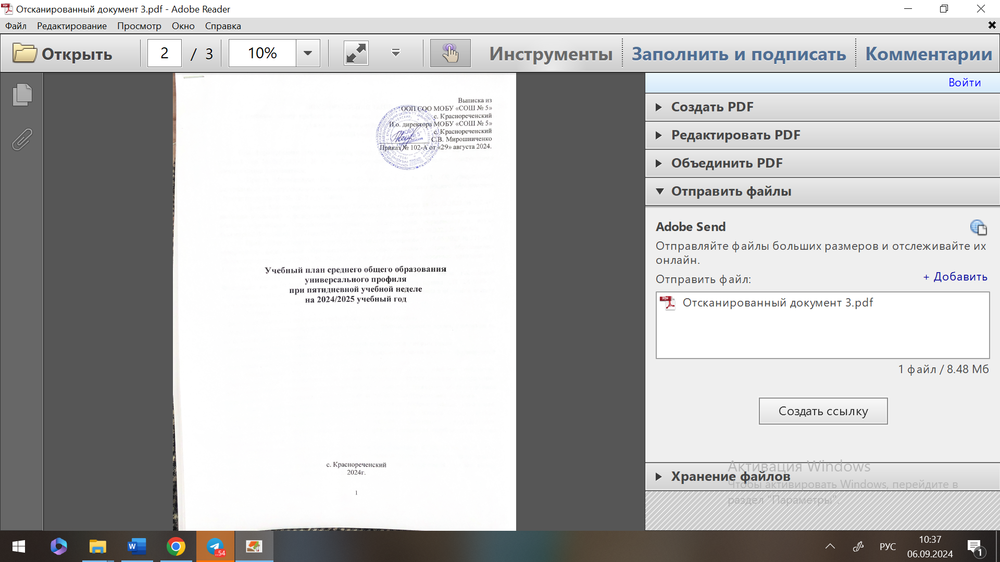 Отсканированный документ 3.pdf - Adobe Reader
Файл Редактирование Просмотр Окно Справка
Открыть 2 / 3 10% Инструменты Заполнить и подписать Комментарии
Выписка из
ООП СОО МОБУ «СОШ № 5»
с. Краснореченский
И.о. директора МОБУ «СОШ № 5»
с. Краснореченский
С.В. Мирошниченко
Приказ № 102-А от «29» августа 2024.
Учебный план среднего общего образования
универсального профиля
при пятидневной учебной неделе
на 2024/2025 учебный год
с. Краснореченский
2024г.
1
Войти
Создать PDF
Редактировать PDF
Объединить PDF
Отправить файлы
Adobe Send
Отправляйте файлы больших размеров и отслеживайте их
онлайн.
Отправить файл:
+ Добавить
Отсканированный документ 3.pdf
1 файл / 8.48 Мб
Создать ссылку
Хранение файлов
Активация Windows
Чтобы активировать Windows, перейдите в
раздел "Параметры".
..54
РУС
10:37
06.09.2024
1